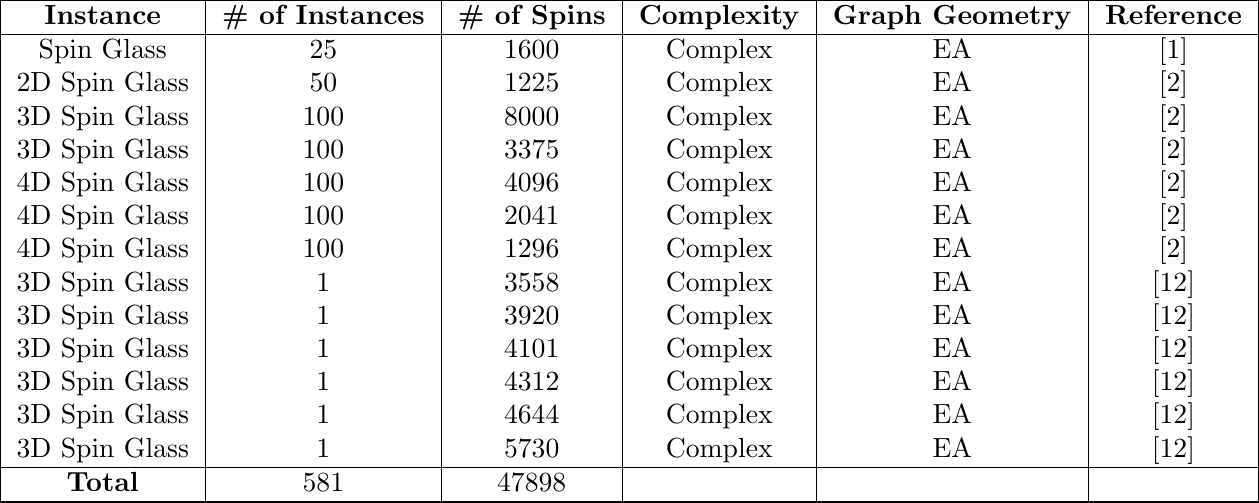 Instance # of Instances # of Spins Complexity Graph Geometry Reference
Spin Glass 25 1600 Complex EA [1]
2D Spin Glass 50 1225 Complex EA [2]
3D Spin Glass 100 8000 Complex EA [2]
3D Spin Glass 100 3375 Complex EA [2]
4D Spin Glass 100 4096 Complex EA [2]
4D Spin Glass 100 2041 Complex EA [2]
4D Spin Glass 100 1296 Complex EA [2]
3D Spin Glass 1 3558 Complex EA [12]
3D Spin Glass 1 3920 Complex EA [12]
3D Spin Glass 1 4101 Complex EA [12]
3D Spin Glass 1 4312 Complex EA [12]
3D Spin Glass 1 4644 Complex EA [12]
3D Spin Glass 1 5730 Complex EA [12]
Total 581 47898